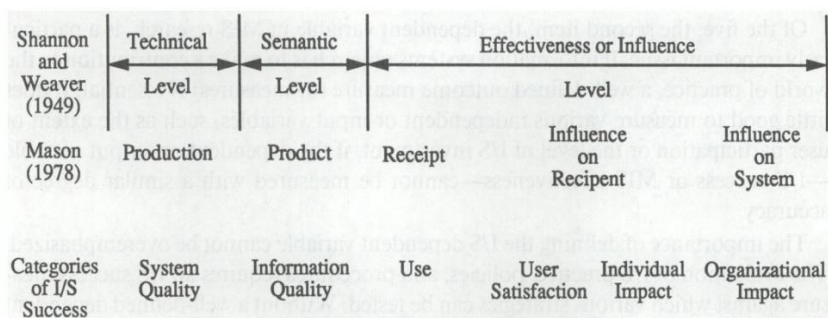 Shannon and Weaver (1949)
Technical Level
Semantic Level
Effectiveness or Influence Level
Mason (1978)
Production
Product
Receipt
Influence on Recipent
Influence on System
Categories of I/S Success
System Quality
Information Quality
Use
User Satisfaction
Individual Impact
Organizational Impact